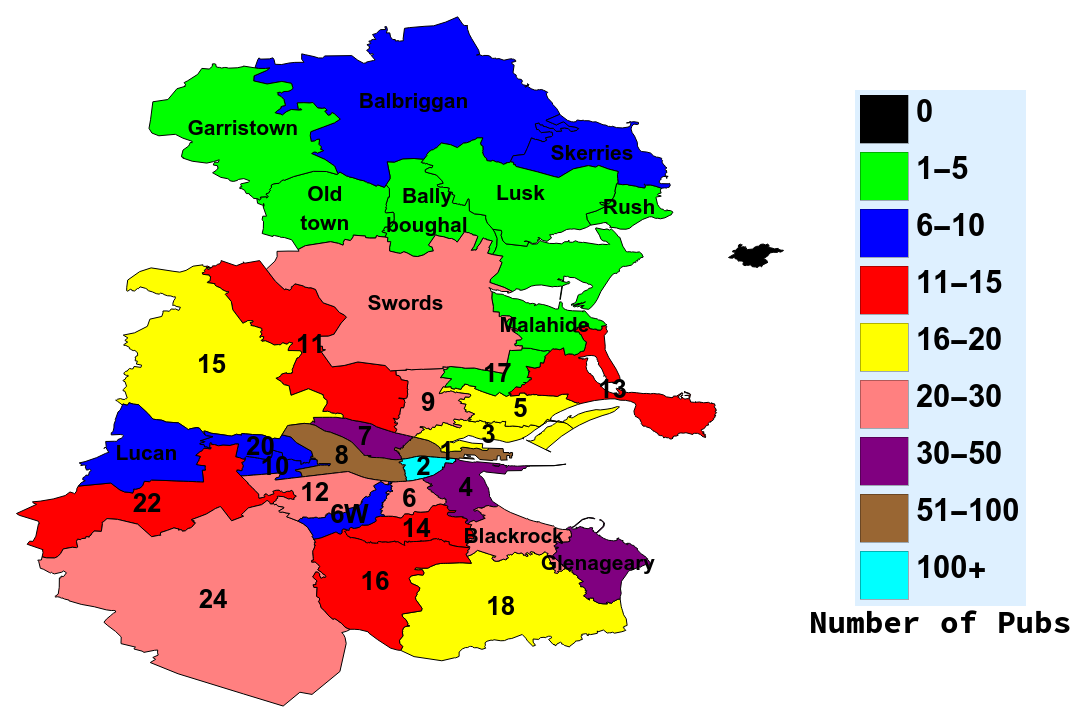 Balbriggan
Garristown
Skerries
Old
town
Bally
boughal
Lusk
Rush
Swords
Malahide
11
15
17
13
9
5
3
7
20
8
1
Lucan
10
2
22
12
6W
6
4
14
Blackrock
Glenageary
16
24
18
0
1–5
6–10
11–15
16–20
20–30
30–50
51–100
100+
Number of Pubs